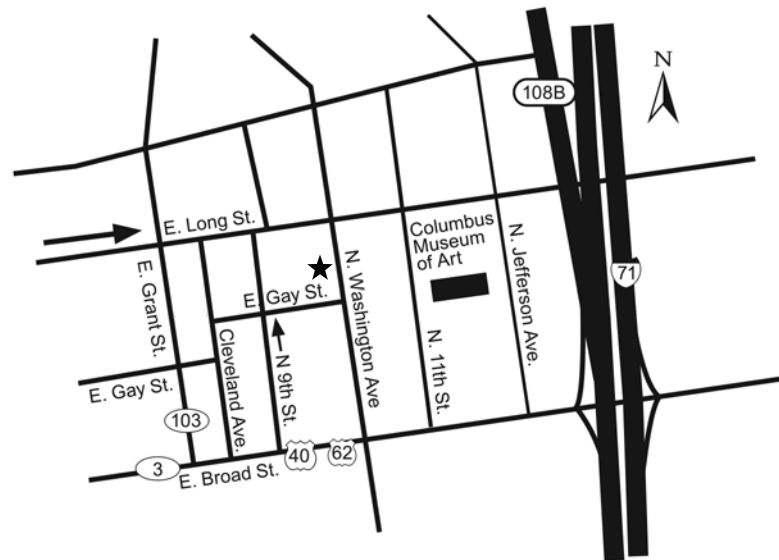 N
108B
E. Long St.
Columbus
Museum
of Art
N. Jefferson Ave.
71
E. Grant St.
N. Washington Ave
E. Gay St.
N. 11th St.
Cleveland Ave.
N 9th St.
E. Gay St.
103
40
62
3
E. Broad St.